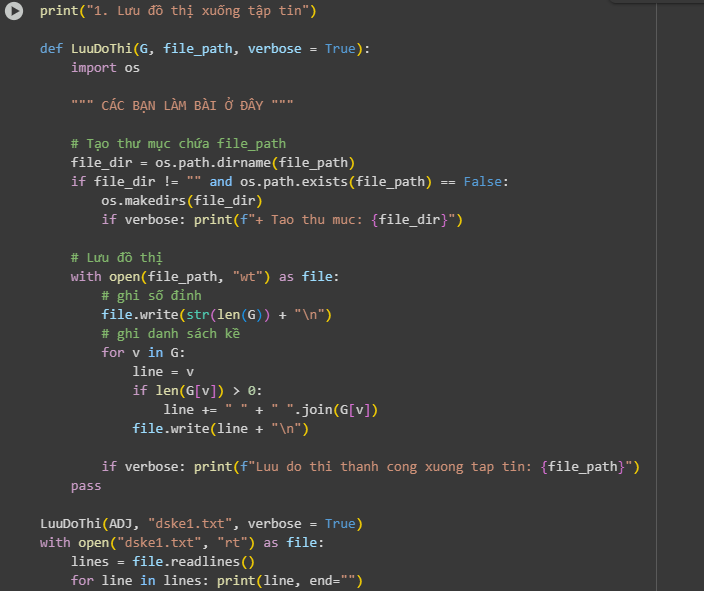 print("1. Lưu đồ thị xuống tập tin")
def LuuDoThi(G, file_path, verbose = True):
import os
""" CÁC BẠN LÀM BÀI Ở ĐÂY """
# Tạo thư mục chứa file_path
file_dir = os.path.dirname(file_path)
if file_dir != "" and os.path.exists(file_path) == False:
os.makedirs(file_dir)
if verbose: print(f"+ Tao thu muc: {file_dir}")
# Lưu đồ thị
with open(file_path, "wt") as file:
# ghi số đỉnh
file.write(str(len(G)) + "\n")
# ghi danh sách kề
for v in G:
line = v
if len(G[v]) > 0:
line += " " + " ".join(G[v])
file.write(line + "\n")
if verbose: print(f"Luu do thi thanh cong xuong tap tin: {file_path}")
pass
LuuDoThi(ADJ, "dske1.txt", verbose = True)
with open("dske1.txt", "rt") as file:
lines = file.readlines()
for line in lines: print(line, end="")